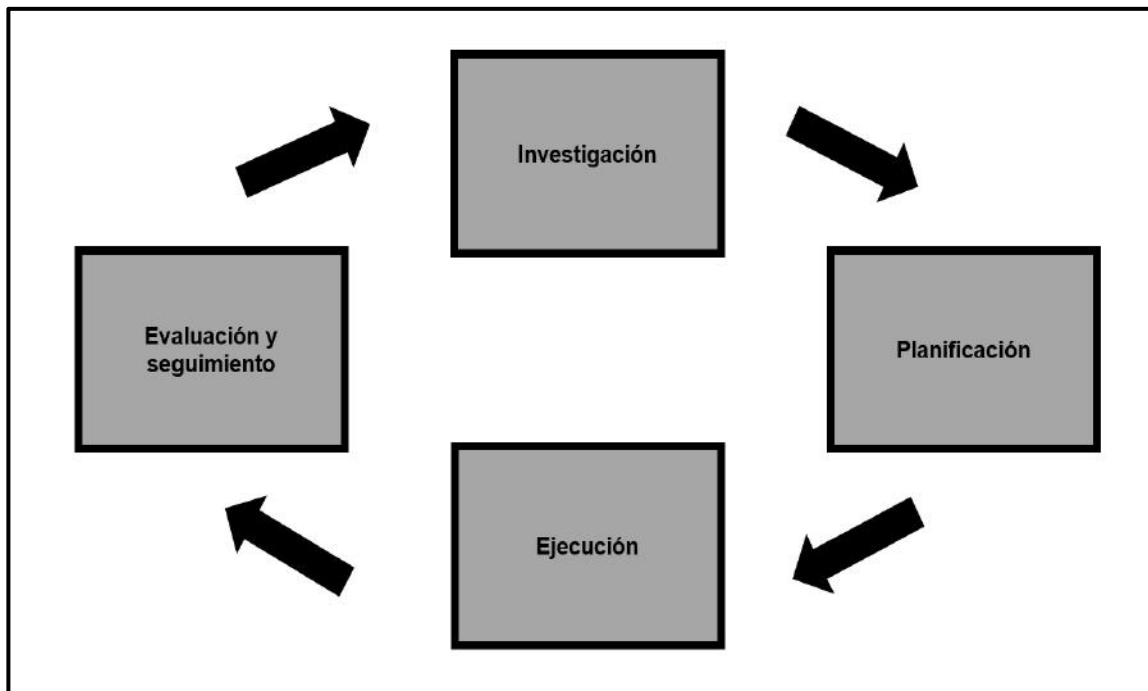 Investigación
Evaluación y
seguimiento
Planificación
Ejecución